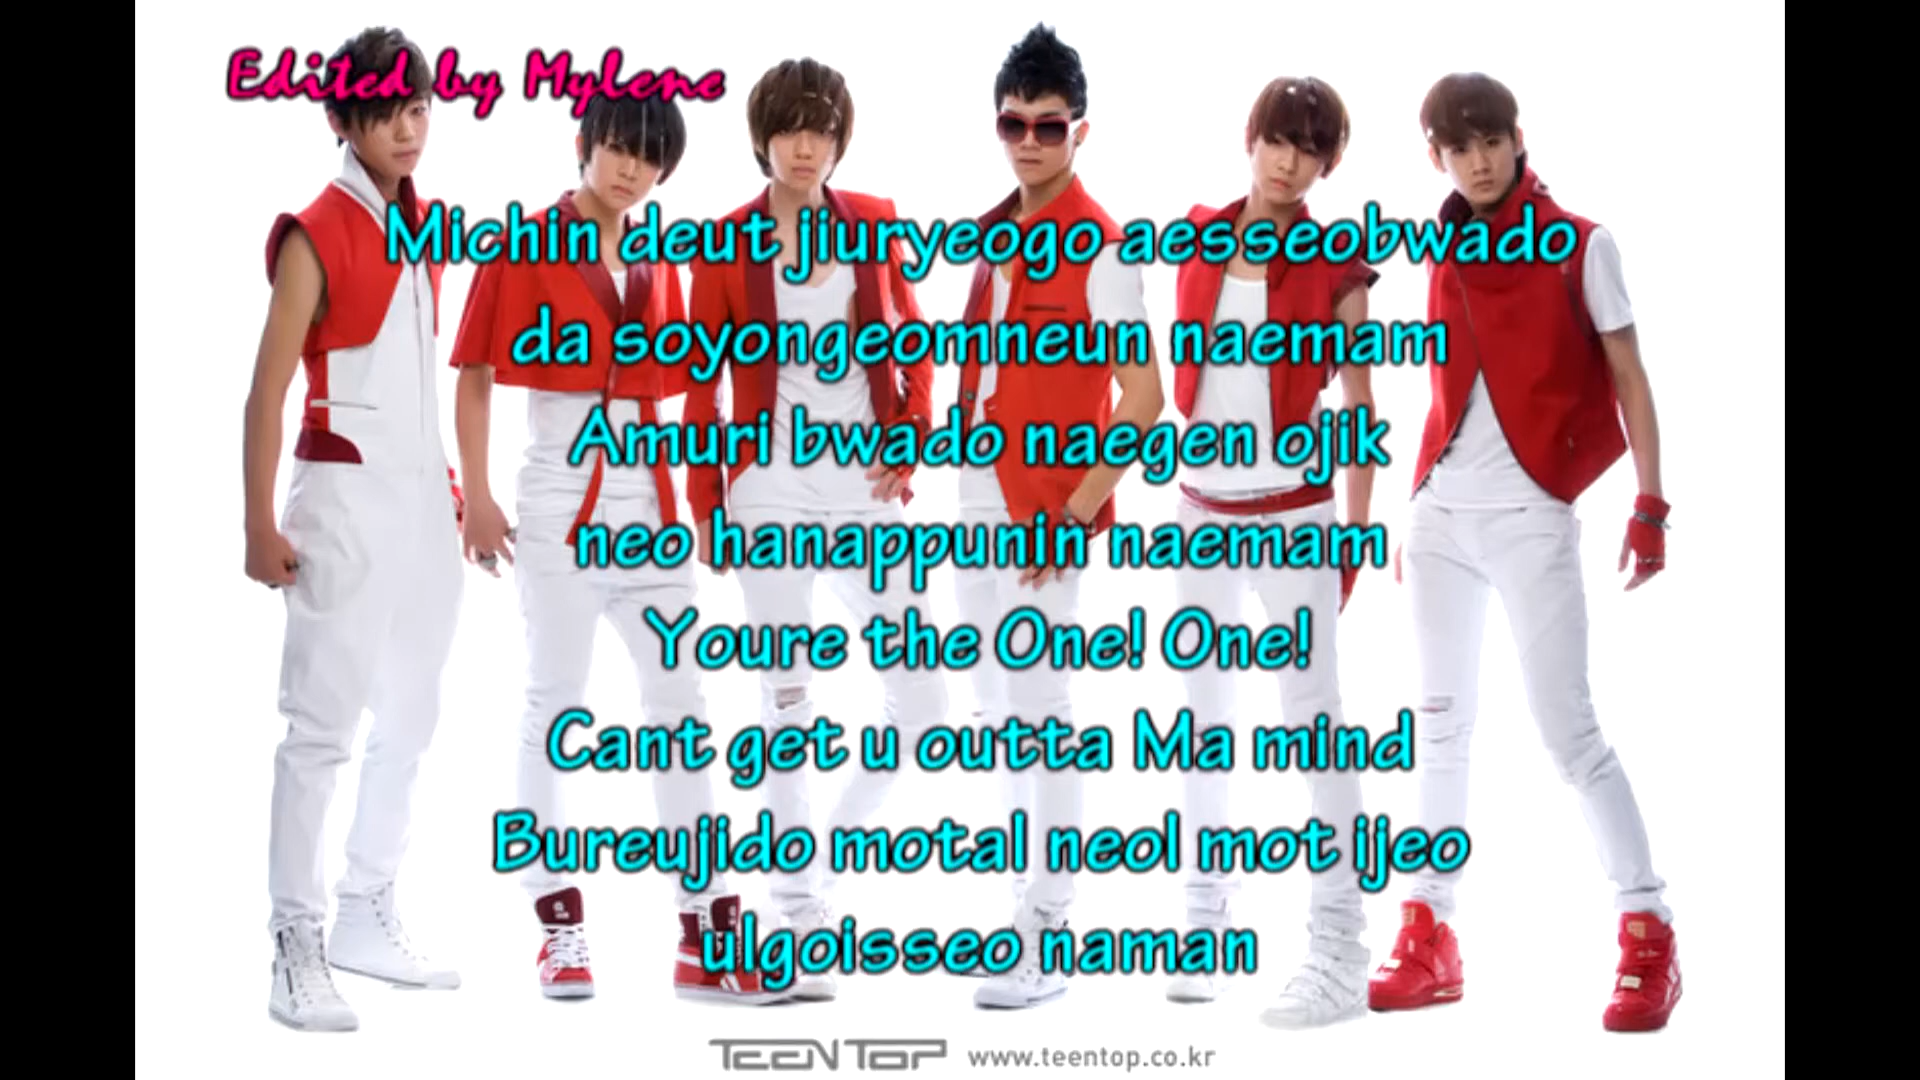 Edited by Mylene
Michin deut jiuryeogo aesseobwado
da soyongeomneun naemam
Amuri bwado naegen ojik
neo hanappunin naemam
Youre the One! One!
Cant get u outta Ma mind
Bureujido motal neol mot ijeo
ulgoisseo naman
TEEN TOP www.teentop.co.kr